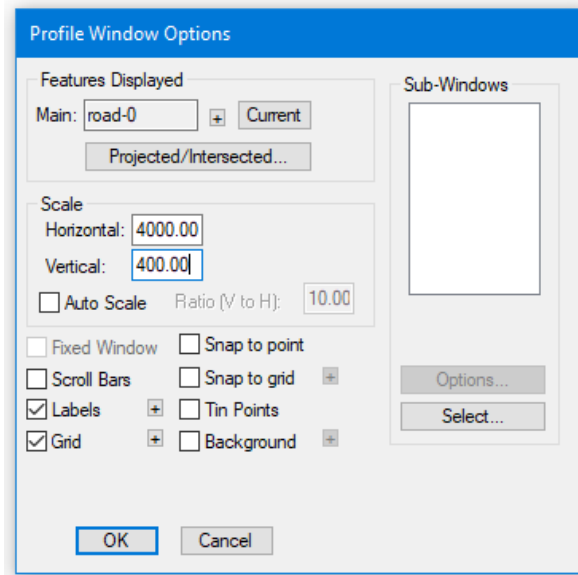 Profile Window Options
Features Displayed
Main: road-0 + Current
Projected/Intersected...
Scale
Horizontal: 4000.00
Vertical: 400.00
Auto Scale Ratio (V to H): 10.00
Fixed Window Snap to point
Scroll Bars Snap to grid +
Labels + Tin Points
Grid + Background +
Sub-Windows
Options...
Select...
OK Cancel